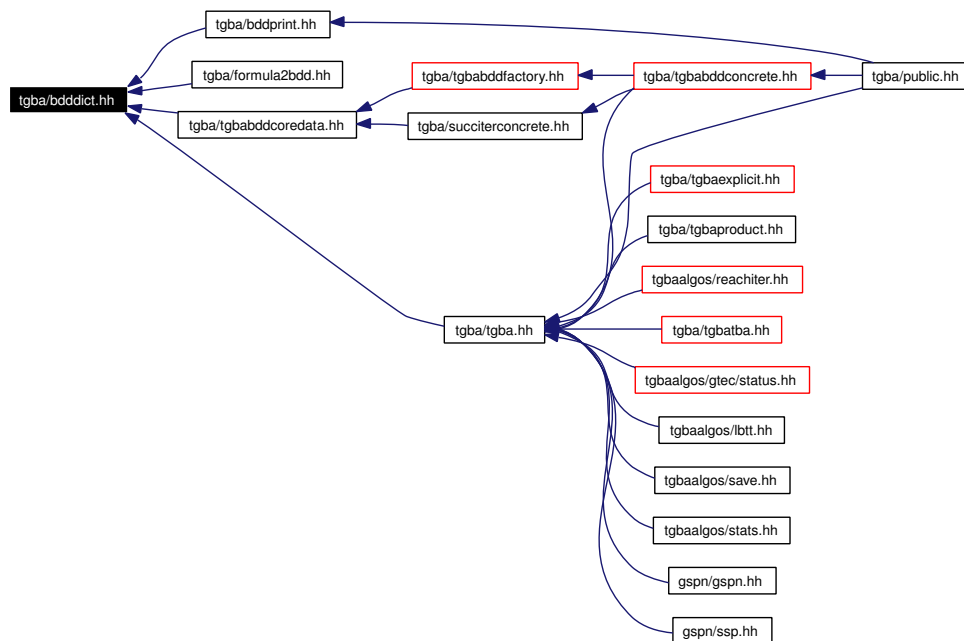 tgba/bddprint.hh
tgba/formula2bdd.hh
tgba/tgbabddfactory.hh
tgba/tgbabddconcrete.hh
tgba/public.hh
tgba/bdddict.hh
tgba/tgbabddcoredata.hh
tgba/succiterconcrete.hh
tgba/tgbaexplicit.hh
tgba/tgbaproduct.hh
tgbaalgos/reachiter.hh
tgba/tgba.hh
tgba/tgbatba.hh
tgbaalgos/gtec/status.hh
tgbaalgos/lbtt.hh
tgbaalgos/save.hh
tgbaalgos/stats.hh
gspn/gspn.hh
gspn/ssp.hh